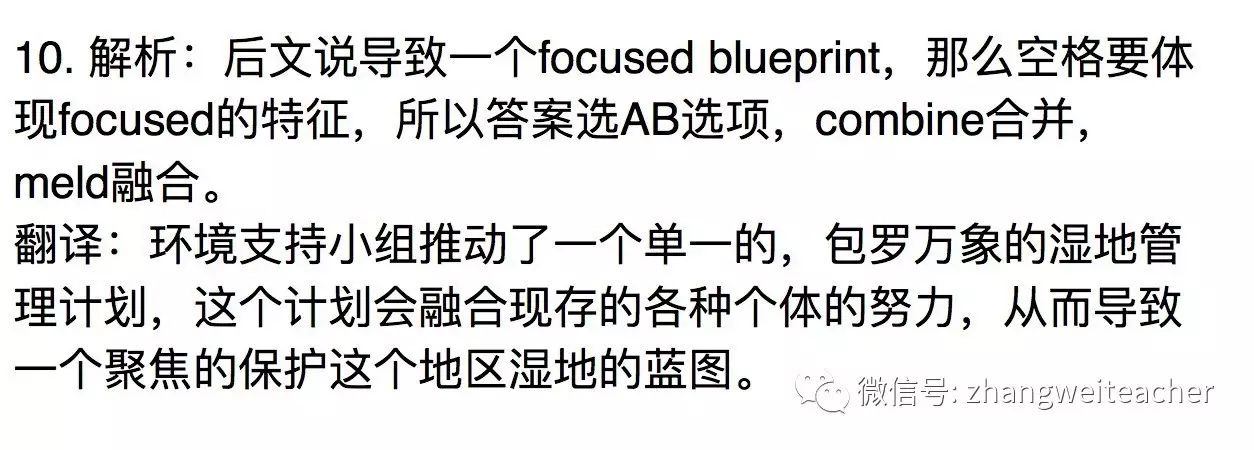 10. 解析：后文说导致一个focused blueprint，那么空格要体
现focused的特征，所以答案选AB选项，combine合并，
meld融合。
翻译：环境支持小组推动了一个单一的，包罗万象的湿地管
理计划，这个计划会融合现存的各种个体的努力，从而导致
一个聚焦的保护这个地区湿地的蓝图。
微信号: zhangweiteacher